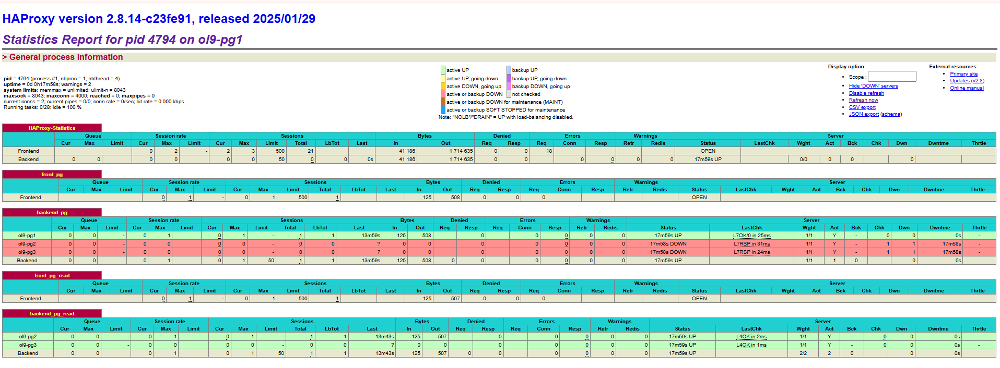 HAProxy version 2.8.14-c23fe91, released 2025/01/29
Statistics Report for pid 4794 on ol9-pg1
> General process information
pid = 4794 (process #1, nbproc = 1, nbthread = 4)
uptime = 0d 0h17m58s; warnings = 2
system limits: memmax = unlimited; ulimit-n = 8043
maxsock = 8043; maxconn = 4000; reached = 0; maxpipes = 0
current conns = 2; current pipes = 0/0; conn rate = 0/sec; bit rate = 0.000 kbps
Running tasks: 0/28; idle = 100 %
active UP backup UP
active UP, going down backup UP, going down
active DOWN, going up backup DOWN, going up
active or backup DOWN not checked
active or backup DOWN for maintenance (MAINT)
active or backup SOFT STOPPED for maintenance
Note: "NOLB"/"DRAIN" = UP with load-balancing disabled.
Display option:
Scope :
Hide 'DOWN' servers
Disable refresh
Refresh now
CSV export
JSON export (schema)
External resources:
Primary site
Updates (v2.8)
Online manual
HAProxy-Statistics
Queue Session rate Sessions Bytes Denied Errors Warnings Server
Cur Max Limit Cur Max Limit Cur Max Limit Total LbTot Last In Out Req Resp Req Conn Resp Retr Redis Status LastChk Wght Act Bck Chk Dwn Dwntme Thrtle
Frontend 0 2 - 2 3 500 21 41 186 1 714 635 0 0 18 OPEN
Backend 0 0 0 0 0 0 50 0 0 0s 41 186 1 714 635 0 0 0 0 0 0 17m59s UP 0/0 0 0 0
front_pg
Queue Session rate Sessions Bytes Denied Errors Warnings Server
Cur Max Limit Cur Max Limit Cur Max Limit Total LbTot Last In Out Req Resp Req Conn Resp Retr Redis Status LastChk Wght Act Bck Chk Dwn Dwntme Thrtle
Frontend 0 1 - 0 1 500 1 125 508 0 0 0 OPEN
backend_pg
Queue Session rate Sessions Bytes Denied Errors Warnings Server
Cur Max Limit Cur Max Limit Cur Max Limit Total LbTot Last In Out Req Resp Req Conn Resp Retr Redis Status LastChk Wght Act Bck Chk Dwn Dwntme Thrtle
ol9-pg1 0 0 - 0 1 0 1 - 1 1 13m59s 125 508 0 0 0 0 0 17m59s UP L7OK/0 in 25ms 1/1 Y - 0 0 0s -
ol9-pg2 0 0 - 0 0 0 0 - 0 0 ? 0 0 0 0 0 0 0 17m58s DOWN L7RSP in 31ms 1/1 Y - 1 1 17m58s -
ol9-pg3 0 0 - 0 0 0 0 - 0 0 ? 0 0 0 0 0 0 0 17m58s DOWN L7RSP in 24ms 1/1 Y - 1 1 17m58s -
Backend 0 0 0 1 0 1 50 1 1 13m59s 125 508 0 0 0 0 0 0 17m59s UP 1/1 1 0 0 0s
front_pg_read
Queue Session rate Sessions Bytes Denied Errors Warnings Server
Cur Max Limit Cur Max Limit Cur Max Limit Total LbTot Last In Out Req Resp Req Conn Resp Retr Redis Status LastChk Wght Act Bck Chk Dwn Dwntme Thrtle
Frontend 0 1 - 0 1 500 1 125 507 0 0 0 OPEN
backend_pg_read
Queue Session rate Sessions Bytes Denied Errors Warnings Server
Cur Max Limit Cur Max Limit Cur Max Limit Total LbTot Last In Out Req Resp Req Conn Resp Retr Redis Status LastChk Wght Act Bck Chk Dwn Dwntme Thrtle
ol9-pg2 0 0 - 0 1 0 1 - 1 1 13m43s 125 507 0 0 0 0 0 17m59s UP L4OK in 2ms 1/1 Y - 0 0 0s -
ol9-pg3 0 0 - 0 0 0 0 - 0 0 ? 0 0 0 0 0 0 0 17m59s UP L4OK in 1ms 1/1 Y - 0 0 0s -
Backend 0 0 0 1 0 1 50 1 1 13m43s 125 507 0 0 0 0 0 0 17m59s UP 2/2 2 0 0 0s